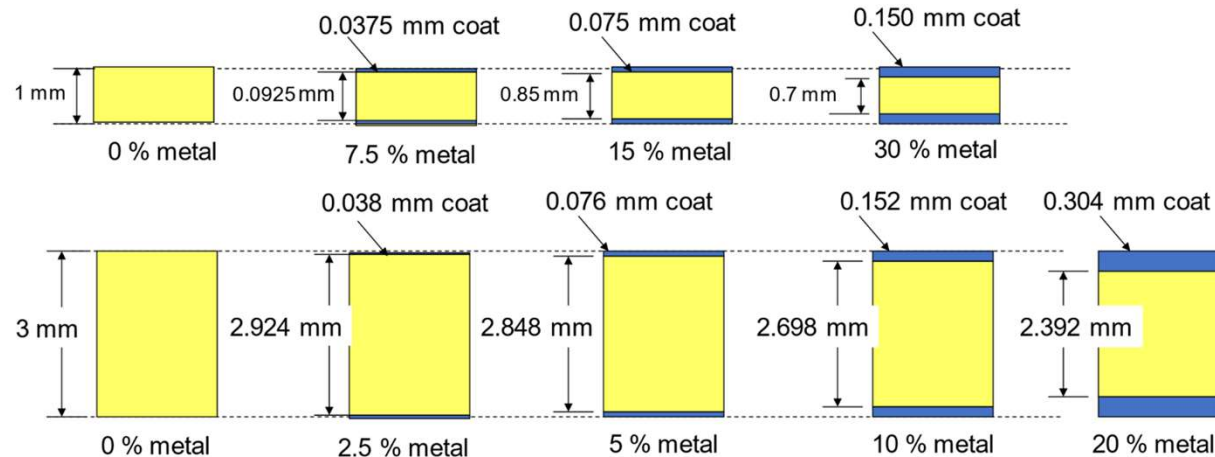 0.0375 mm coat
0.075 mm coat
0.150 mm coat
1 mm
0.0925 mm
0.85 mm
0.7 mm
0 % metal
7.5 % metal
15 % metal
30 % metal
0.038 mm coat
0.076 mm coat
0.152 mm coat
0.304 mm coat
3 mm
2.924 mm
2.848 mm
2.698 mm
2.392 mm
0 % metal
2.5 % metal
5 % metal
10 % metal
20 % metal